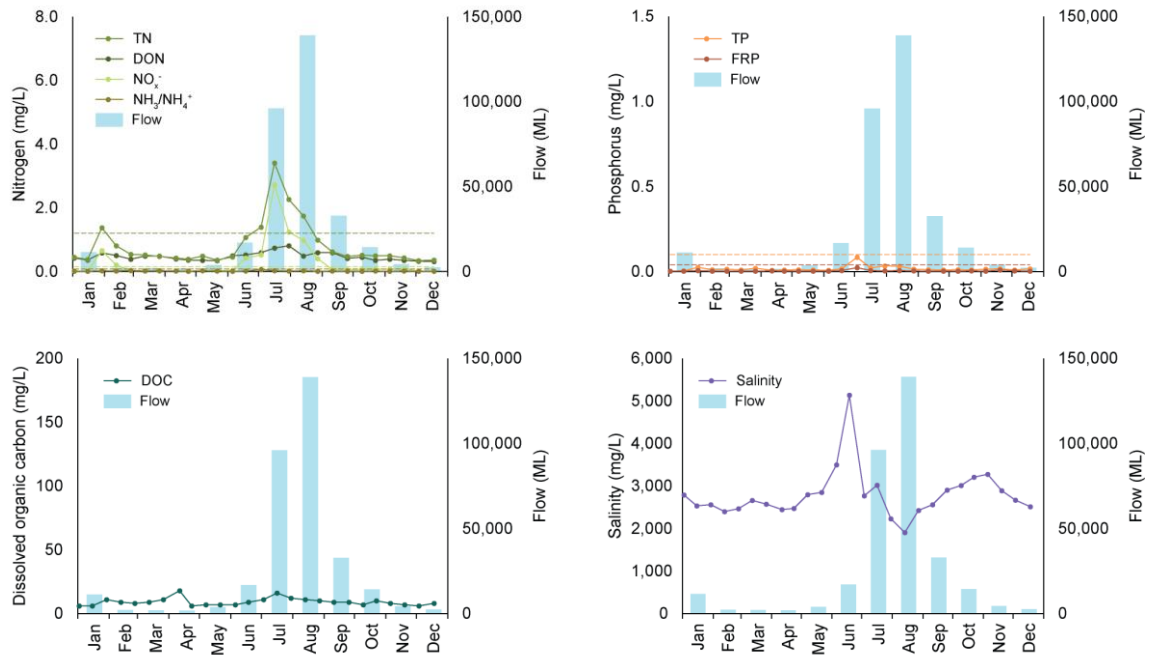 8.0
6.0
4.0
2.0
0.0
Nitrogen (mg/L)
TN
DON
NOₓ⁻
NH₃/NH₄⁺
Flow
150,000
100,000
50,000
0
Flow (ML)
Jan Feb Mar Apr May Jun Jul Aug Sep Oct Nov Dec
1.5
1.0
0.5
0.0
Phosphorus (mg/L)
TP
FRP
Flow
150,000
100,000
50,000
0
Flow (ML)
Jan Feb Mar Apr May Jun Jul Aug Sep Oct Nov Dec
200
150
100
50
0
Dissolved organic carbon (mg/L)
DOC
Flow
150,000
100,000
50,000
0
Flow (ML)
Jan Feb Mar Apr May Jun Jul Aug Sep Oct Nov Dec
6,000
5,000
4,000
3,000
2,000
1,000
0
Salinity (mg/L)
Salinity
Flow
150,000
100,000
50,000
0
Flow (ML)
Jan Feb Mar Apr May Jun Jul Aug Sep Oct Nov Dec